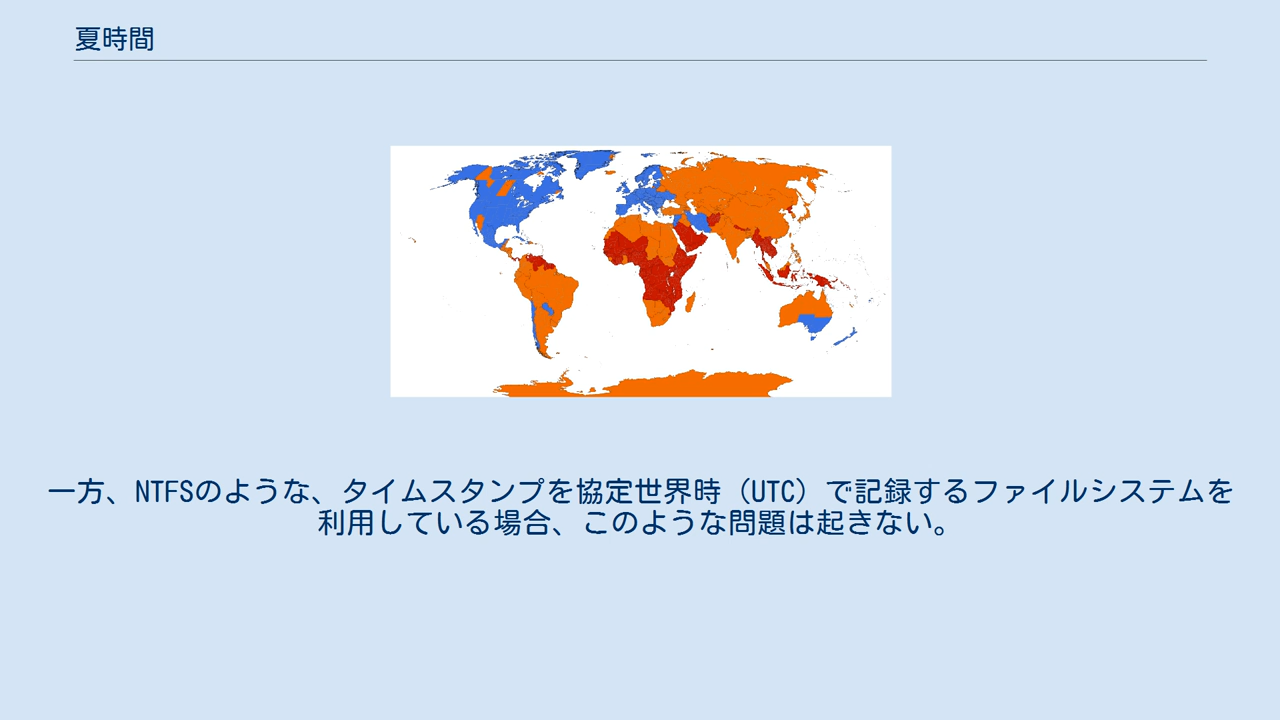 夏時間
一方、NTFSのような、タイムスタンプを協定世界時（UTC）で記録するファイルシステムを
利用している場合、このような問題は起きない。